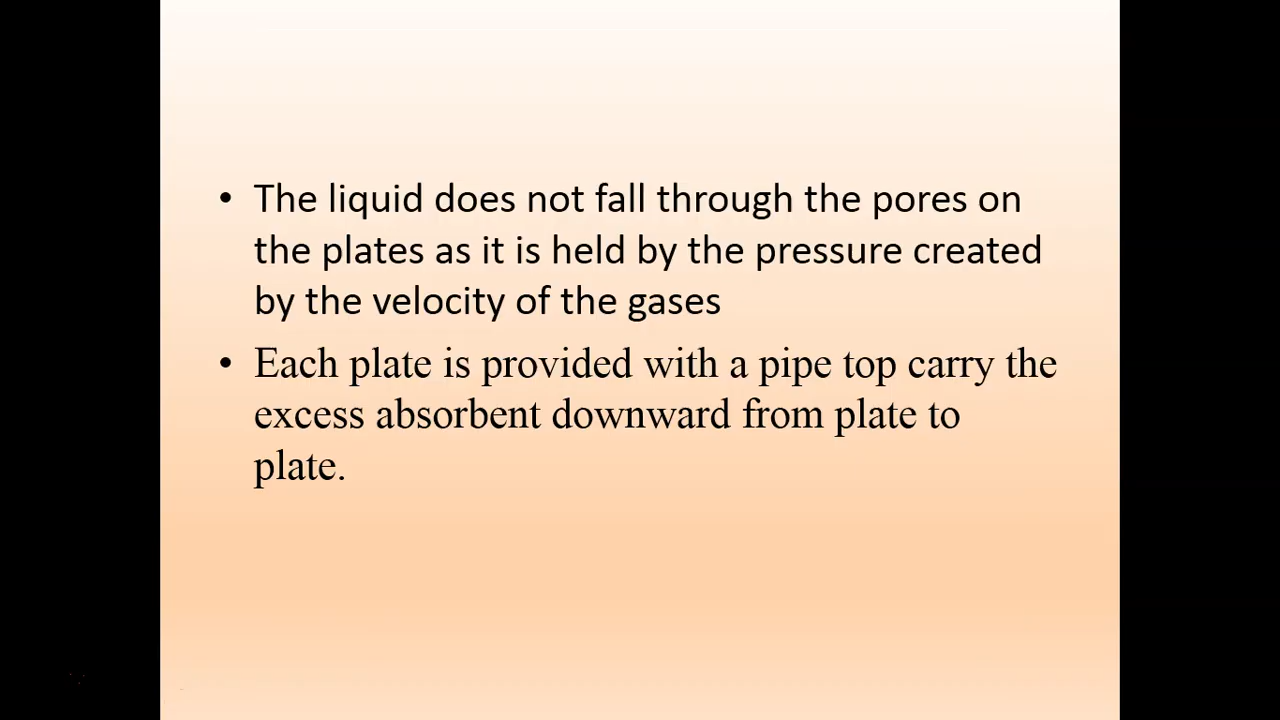 • The liquid does not fall through the pores on
the plates as it is held by the pressure created
by the velocity of the gases
• Each plate is provided with a pipe top carry the
excess absorbent downward from plate to
plate.